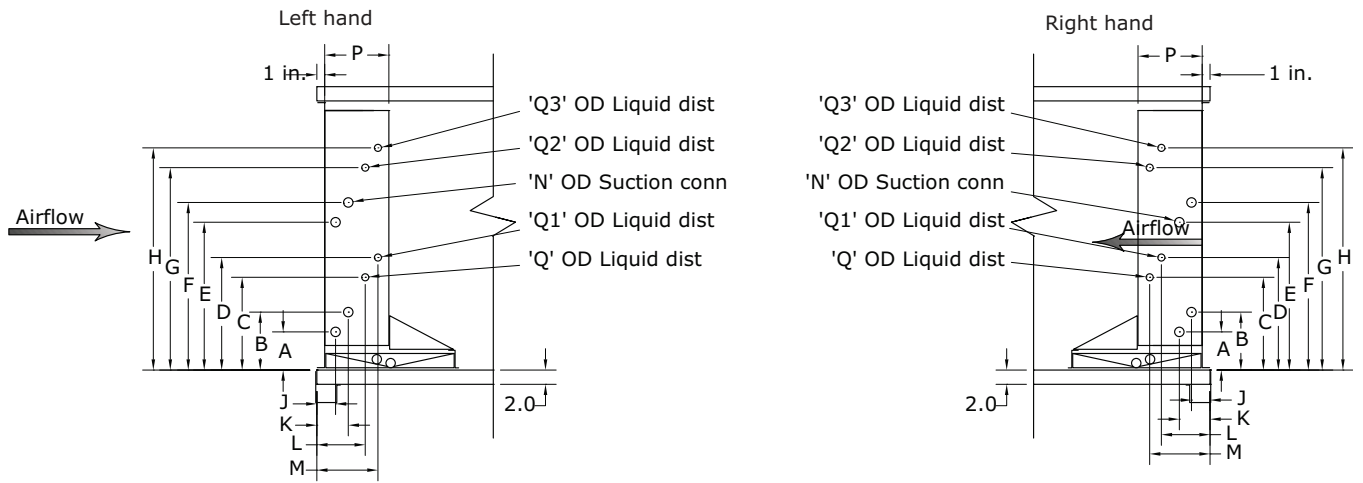 Left hand
P
1 in.
'Q3' OD Liquid dist
'Q2' OD Liquid dist
'N' OD Suction conn
'Q1' OD Liquid dist
'Q' OD Liquid dist
Airflow
H
G
F
E
D
C
B
A
J
K
L
M
2.0
Right hand
P
1 in.
'Q3' OD Liquid dist
'Q2' OD Liquid dist
'N' OD Suction conn
'Q1' OD Liquid dist
'Q' OD Liquid dist
Airflow
A
B
C
D
E
F
G
H
J
K
L
M
2.0